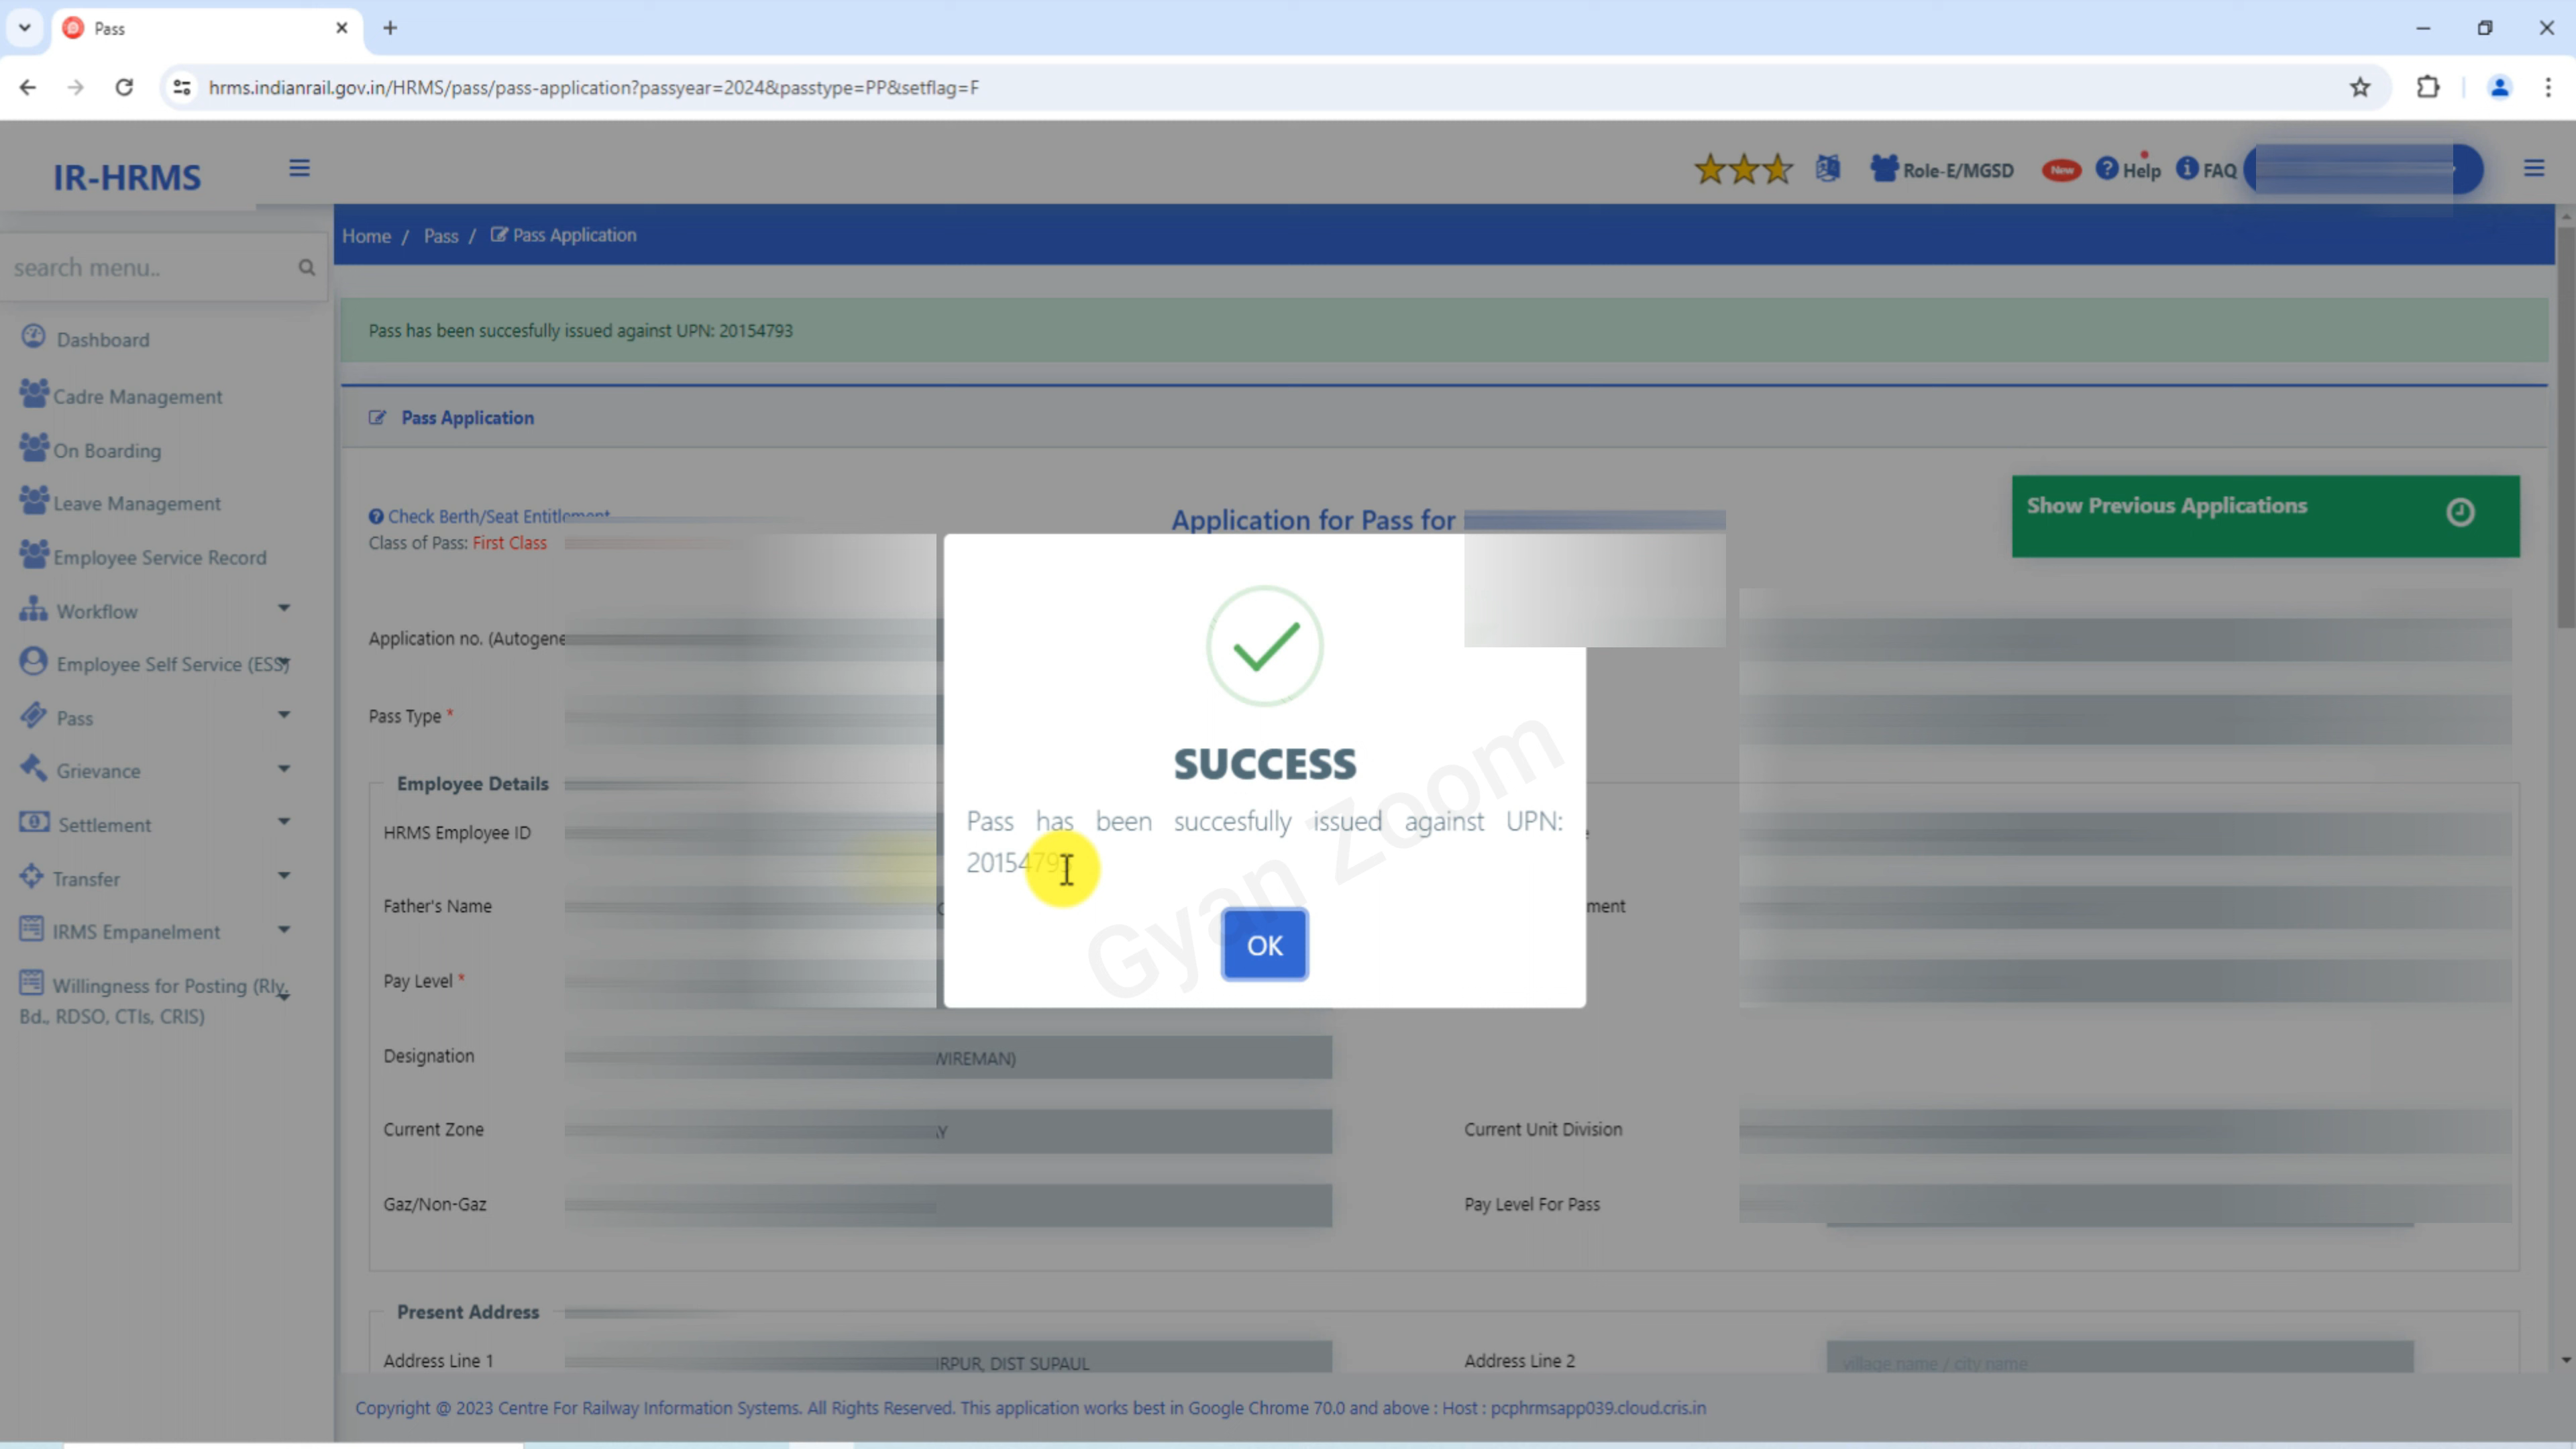 Pass
hrms.indianrail.gov.in/HRMS/pass/pass-application?passyear=2024&passtype=PP&setflag=F
IR-HRMS
Role-E/MGSD
New
Help
FAQ
search menu..
Dashboard
Cadre Management
On Boarding
Leave Management
Employee Service Record
Workflow
Employee Self Service (ESS)
Pass
Grievance
Settlement
Transfer
IRMS Empanelment
Willingness for Posting (Rly.
Bd., RDSO, CTIs, CRIS)
Home / Pass / Pass Application
Pass has been succesfully issued against UPN: 20154793
Pass Application
Check Berth/Seat Entitlement
Class of Pass: First Class
Application for Pass for
Show Previous Applications
Application no. (Autogene
Pass Type *
Employee Details
HRMS Employee ID
Father's Name
ment
Pay Level *
Designation
WIREMAN)
Current Zone
AY
Current Unit Division
Gaz/Non-Gaz
Pay Level For Pass
Present Address
Address Line 1
IRPUR, DIST SUPAUL
Address Line 2
village name / city name
SUCCESS
Pass has been succesfully issued against UPN:
20154793
OK
Gyan Zoom
Copyright @ 2023 Centre For Railway Information Systems. All Rights Reserved. This application works best in Google Chrome 70.0 and above : Host : pcphrmsapp039.cloud.cris.in